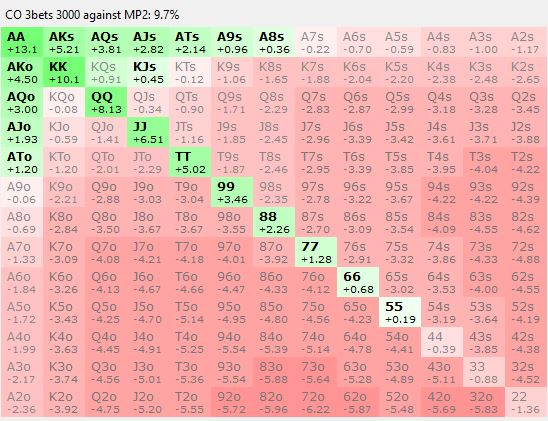 CO 3bets 3000 against MP2: 9.7%
AA AKs AQs AJs ATs A9s A8s A7s A6s A5s A4s A3s A2s
+13.1 +5.21 +3.81 +2.82 +2.14 +0.96 +0.36 -0.22 -0.70 -0.59 -0.83 -1.00 -1.17
AKo KK KQs KJs KTs K9s K8s K7s K6s K5s K4s K3s K2s
+4.50 +10.1 +0.91 +0.45 -0.12 -1.06 -1.65 -1.88 -2.04 -2.20 -2.38 -2.48 -2.65
AQo KQo QQ QJs QTs Q9s Q8s Q7s Q6s Q5s Q4s Q3s Q2s
+3.00 -0.08 +8.13 -0.34 -0.90 -1.71 -2.29 -2.83 -2.87 -2.99 -3.18 -3.28 -3.45
AJo KJo QJo JJ JTs J9s J8s J7s J6s J5s J4s J3s J2s
+1.93 -0.59 -1.41 +6.51 -1.16 -1.85 -2.45 -2.96 -3.39 -3.42 -3.61 -3.71 -3.88
ATo KTo QTo JTo TT T9s T8s T7s T6s T5s T4s T3s T2s
+1.20 -1.20 -2.01 -2.29 +5.02 -1.87 -2.46 -2.95 -3.39 -3.85 -3.95 -4.04 -4.22
A9o K9o Q9o J9o T9o 99 98s 97s 96s 95s 94s 93s 92s
-0.06 -2.21 -2.88 -3.03 -3.04 +3.46 -2.35 -2.78 -3.22 -3.67 -4.22 -4.22 -4.39
A8o K8o Q8o J8o T8o 98o 88 87s 86s 85s 84s 83s 82s
-0.69 -2.84 -3.50 -3.67 -3.67 -3.55 +2.26 -2.70 -3.09 -3.54 -4.09 -4.55 -4.62
A7o K7o Q7o J7o T7o 97o 87o 77 76s 75s 74s 73s 72s
-1.33 -3.09 -4.08 -4.21 -4.18 -4.01 -3.92 +1.28 -2.91 -3.32 -3.86 -4.33 -4.88
A6o K6o Q6o J6o T6o 96o 86o 76o 66 65s 64s 63s 62s
-1.84 -3.26 -4.13 -4.67 -4.66 -4.47 -4.33 -4.12 +0.68 -3.02 -3.53 -4.00 -4.55
A5o K5o Q5o J5o T5o 95o 85o 75o 65o 55 54s 53s 52s
-1.72 -3.43 -4.25 -4.70 -5.14 -4.95 -4.80 -4.56 -4.23 +0.19 -3.19 -3.64 -4.19
A4o K4o Q4o J4o T4o 94o 84o 74o 64o 54o 44 43s 42s
-1.99 -3.63 -4.45 -4.91 -5.25 -5.54 -5.39 -5.14 -4.78 -4.41 -0.39 -3.85 -4.38
A3o K3o Q3o J3o T3o 93o 83o 73o 63o 53o 43o 33 32s
-2.17 -3.74 -4.56 -5.01 -5.36 -5.54 -5.88 -5.64 -5.28 -4.89 -5.11 -0.88 -4.52
A2o K2o Q2o J2o T2o 92o 82o 72o 62o 52o 42o 32o 22
-2.36 -3.92 -4.75 -5.20 -5.55 -5.72 -5.96 -6.22 -5.87 -5.48 -5.69 -5.83 -1.36